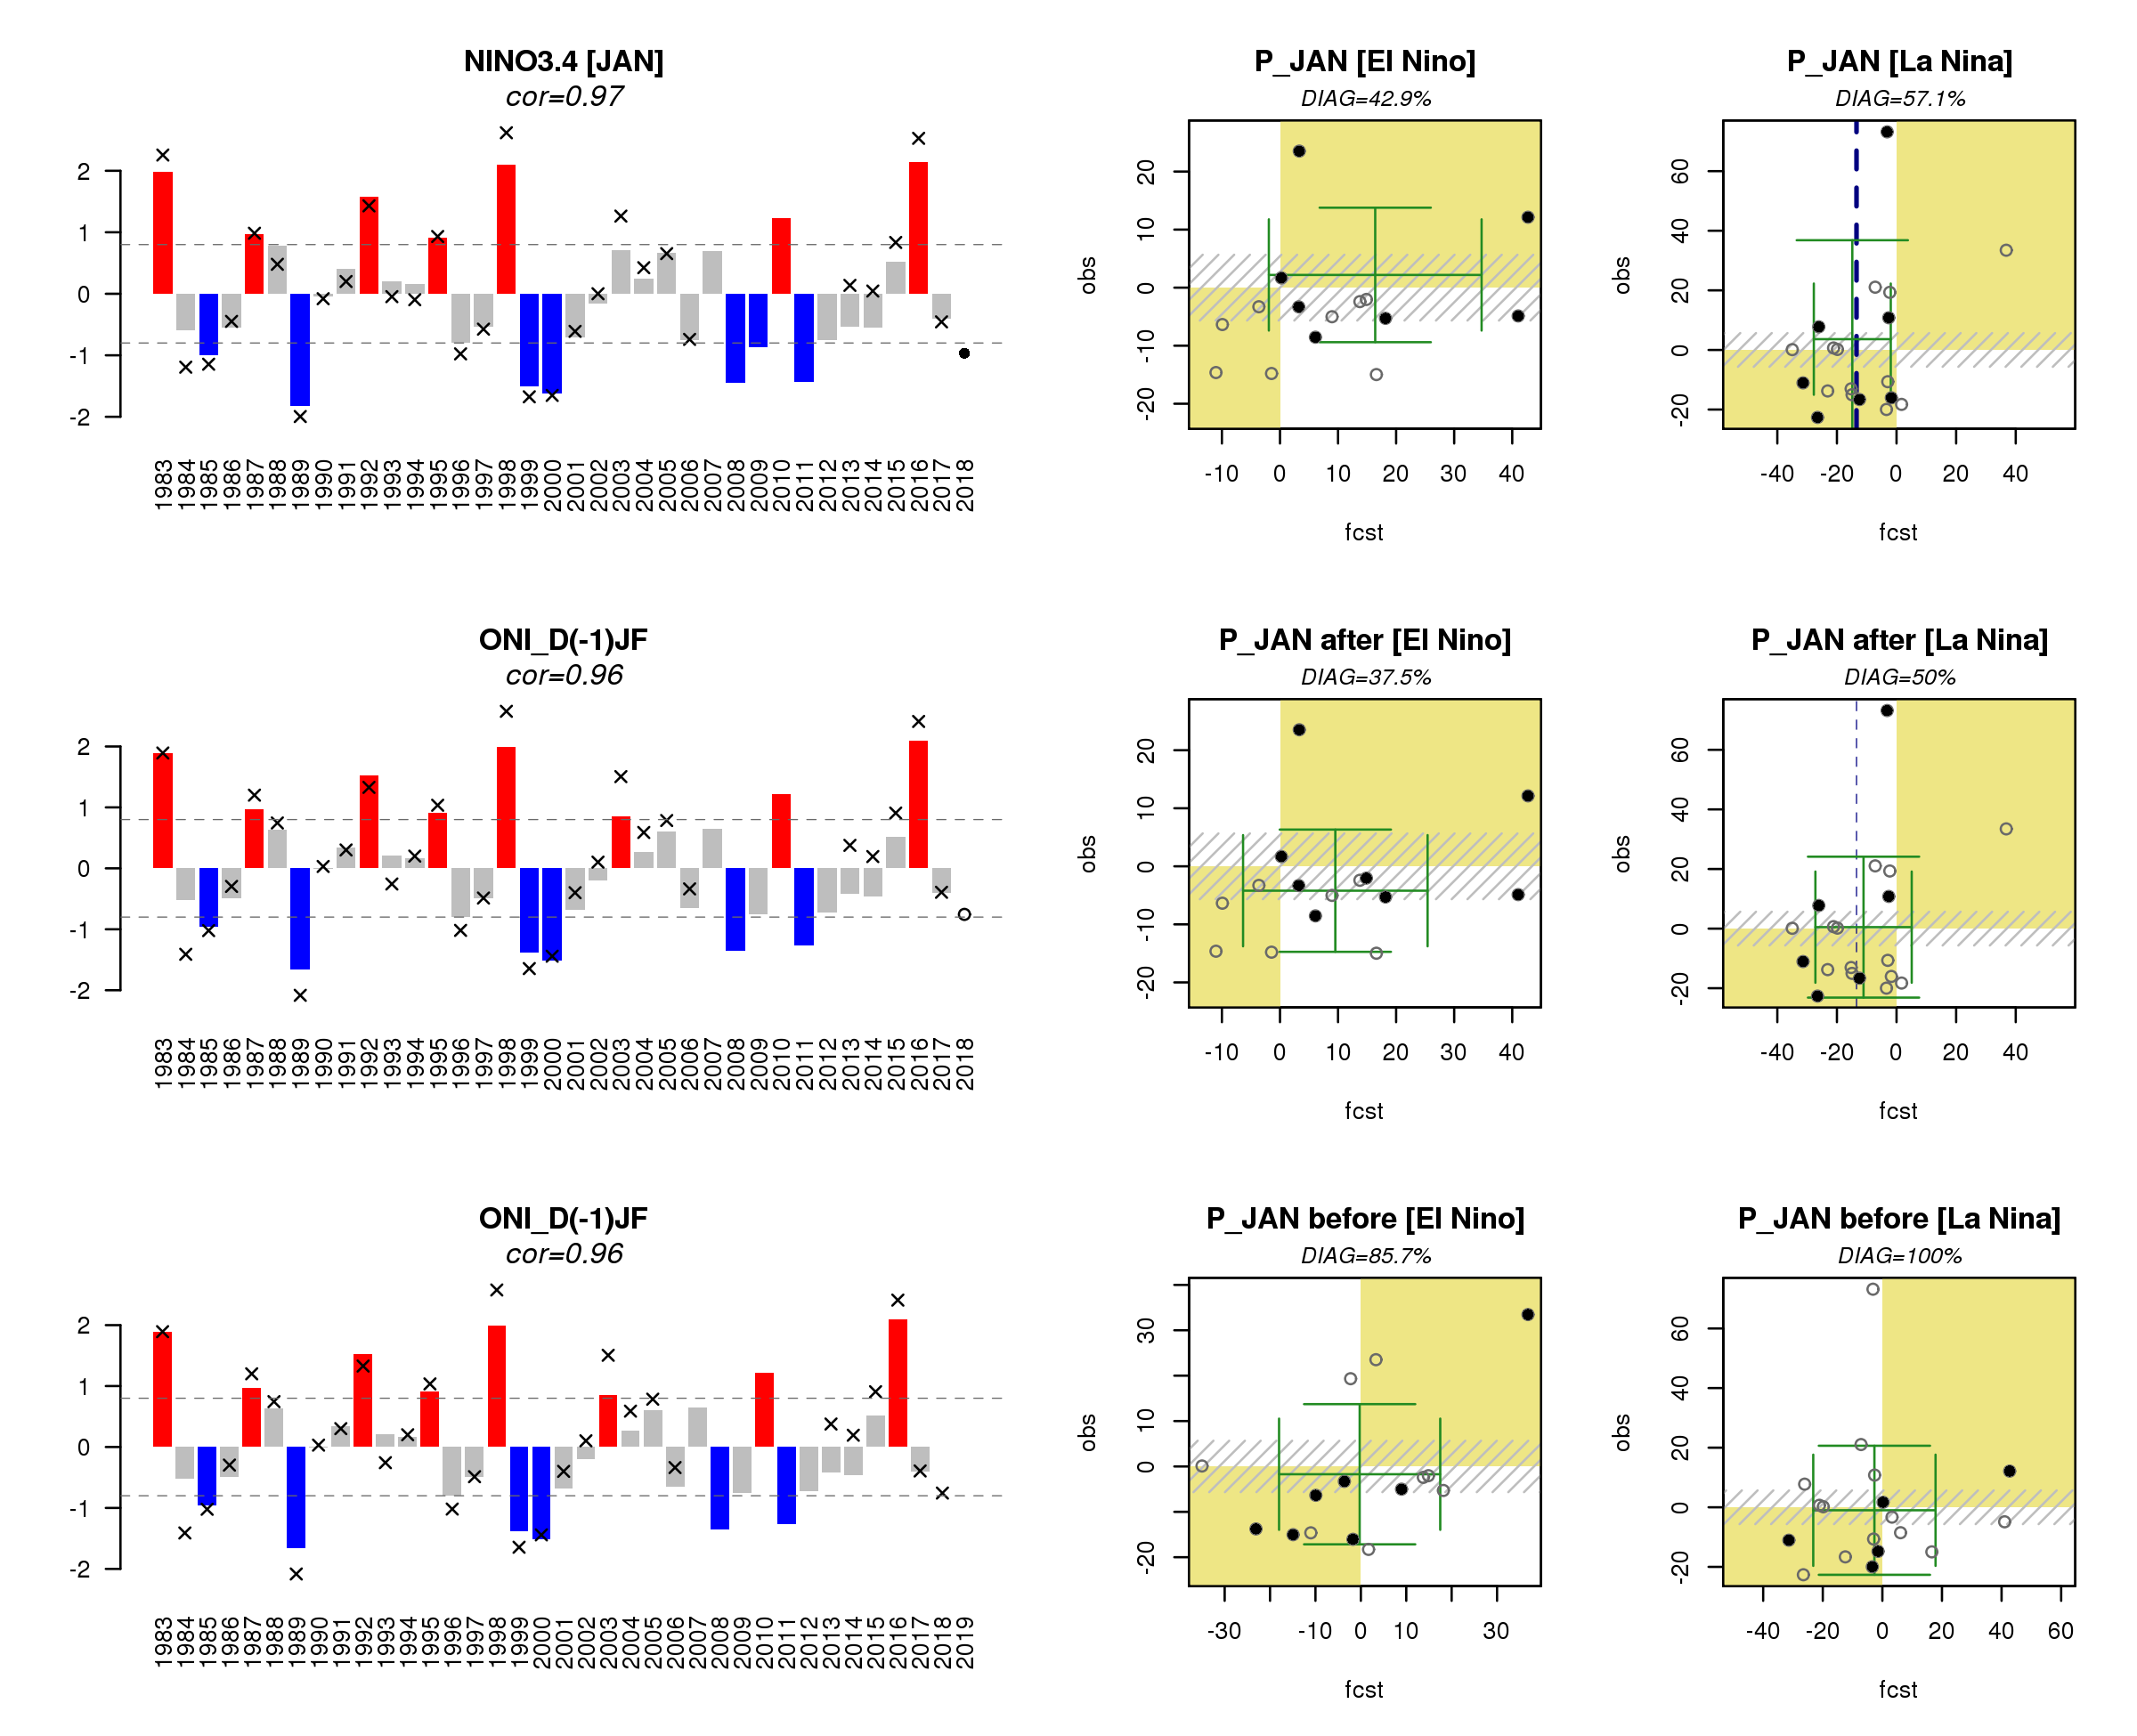 NINO3.4 [JAN]
cor=0.97
2
1
0
-1
-2
1983 1984 1985 1986 1987 1988 1989 1990 1991 1992 1993 1994 1995 1996 1997 1998 1999 2000 2001 2002 2003 2004 2005 2006 2007 2008 2009 2010 2011 2012 2013 2014 2015 2016 2017 2018
P_JAN [El Nino]
DIAG=42.9%
obs
20
10
0
-10
-20
-10 0 10 20 30 40
fcst
P_JAN [La Nina]
DIAG=57.1%
obs
60
40
20
0
-20
-40 -20 0 20 40
fcst
ONI_D(-1)JF
cor=0.96
2
1
0
-1
-2
1983 1984 1985 1986 1987 1988 1989 1990 1991 1992 1993 1994 1995 1996 1997 1998 1999 2000 2001 2002 2003 2004 2005 2006 2007 2008 2009 2010 2011 2012 2013 2014 2015 2016 2017 2018
P_JAN after [El Nino]
DIAG=37.5%
obs
20
10
0
-10
-20
-10 0 10 20 30 40
fcst
P_JAN after [La Nina]
DIAG=50%
obs
60
40
20
0
-20
-40 -20 0 20 40
fcst
ONI_D(-1)JF
cor=0.96
2
1
0
-1
-2
1983 1984 1985 1986 1987 1988 1989 1990 1991 1992 1993 1994 1995 1996 1997 1998 1999 2000 2001 2002 2003 2004 2005 2006 2007 2008 2009 2010 2011 2012 2013 2014 2015 2016 2017 2018 2019
P_JAN before [El Nino]
DIAG=85.7%
obs
30
10
0
-20
-30 -10 0 10 30
fcst
P_JAN before [La Nina]
DIAG=100%
obs
60
40
20
0
-20
-40 -20 0 20 40 60
fcst